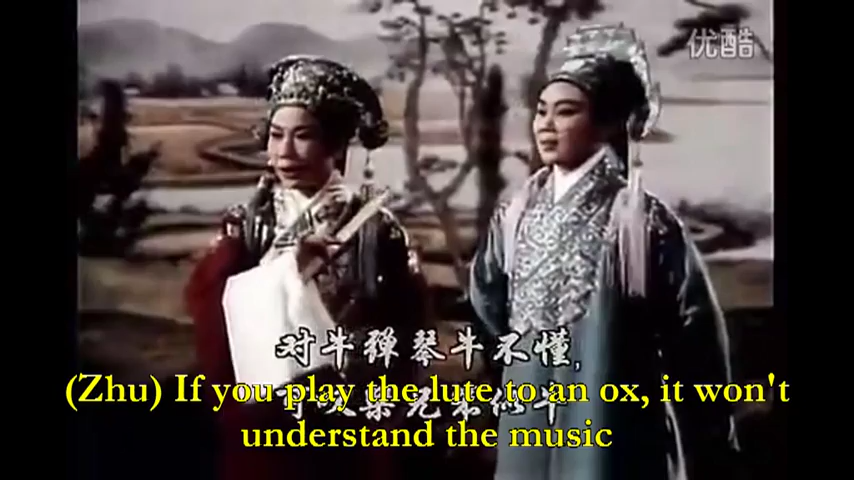 优酷
对牛弹琴牛不懂,
(Zhu) If you play the lute to an ox, it won't
understand the music